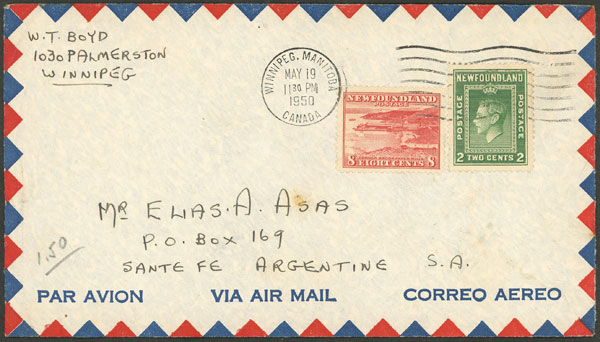 W.T. BOYD
1030 PALMERSTON
WINNIPEG
WINNIPEG, MANITOBA
MAY 19
11 30 PM
1950
CANADA
NEWFOUNDLAND
POSTAGE
8 EIGHT CENTS 8
NEWFOUNDLAND
POSTAGE
POSTAGE
2 TWO CENTS 2
MR ELIAS. A. ASAS
P.O. BOX 169
SANTE FE ARGENTINE S.A.
1.50
PAR AVION VIA AIR MAIL CORREO AEREO